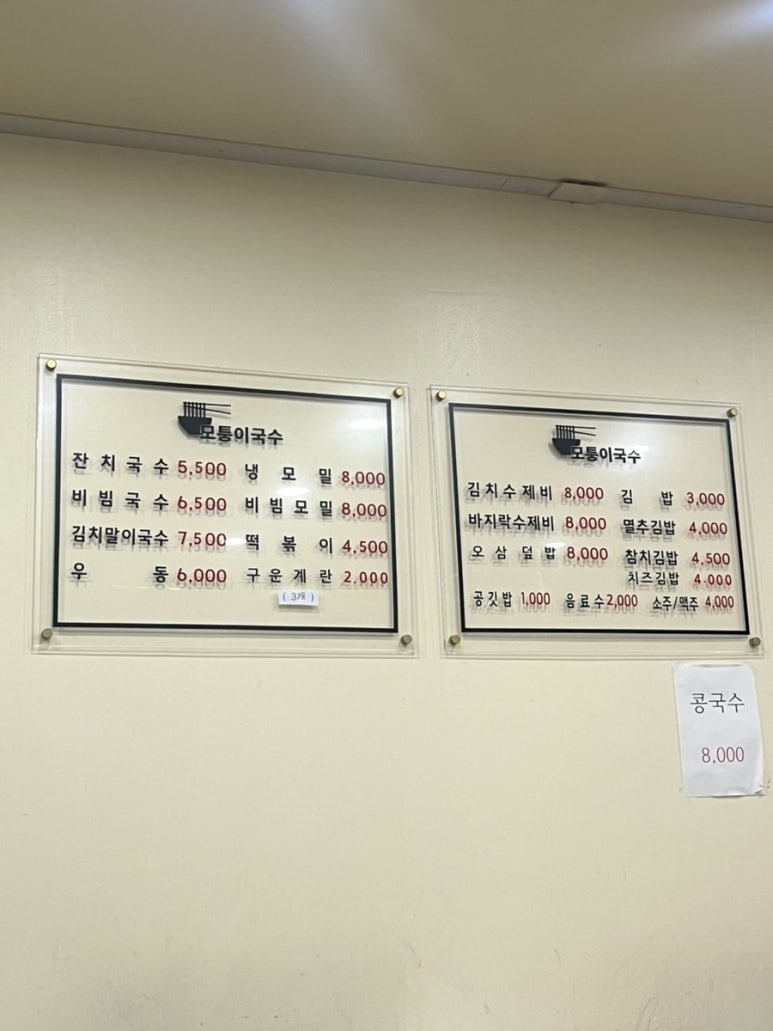 모퉁이국수
잔치국수 5,500 냉모밀 8,000
비빔국수 6,500 비빔모밀 8,000
김치말이국수 7,500 떡볶이 4,500
우동 6,000 구운계란 2,000
(3개)
모퉁이국수
김치수제비 8,000 김밥 3,000
바지락수제비 8,000 멸추김밥 4,000
오삼덮밥 8,000 참치김밥 4,500
치즈김밥 4,000
공깃밥 1,000 음료수 2,000 소주/맥주 4,000
콩국수
8,000